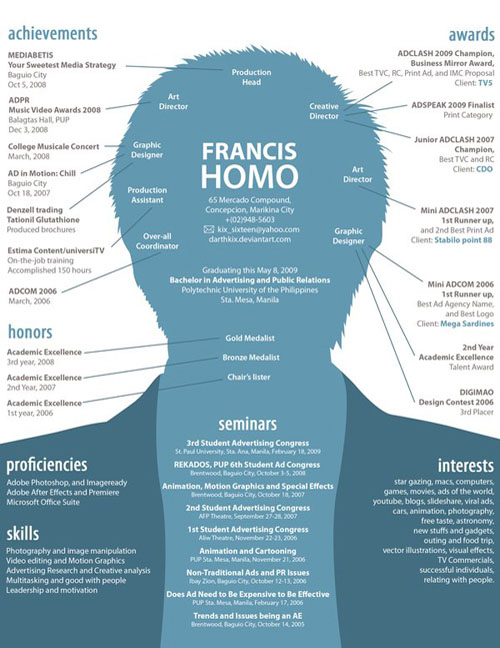 achievements
MEDIABETIS
Your Sweetest Media Strategy
Baguio City
Oct 5, 2008
ADPR
Music Video Awards 2008
Balagtas Hall, PUP
Dec 3, 2008
College Musicale Concert
March, 2008
AD in Motion: Chill
Baguio City
Oct 18, 2007
Denzell trading
Tationil Glutathione
Produced brochures
Estima Content/universiTV
On-the-job training
Accomplished 150 hours
ADCOM 2006
March, 2006
honors
Academic Excellence
3rd year, 2008
Academic Excellence
2nd Year, 2007
Academic Excellence
1st year, 2006
proficiencies
Adobe Photoshop, and Imageready
Adobe After Effects and Premiere
Microsoft Office Suite
skills
Photography and image manipulation
Video editing and Motion Graphics
Advertising Research and Creative analysis
Multitasking and good with people
Leadership and motivation
Production
Head
Art
Director
Creative
Director
Graphic
Designer
Art
Director
Production
Assistant
Over-all
Coordinator
Graphic
Designer
FRANCIS
HOMO
65 Mercado Compound,
Concepcion, Marikina City
+(02)948-5603
kix_sixteen@yahoo.com
darthkix.deviantart.com
Graduating this May 8, 2009
Bachelor in Advertising and Public Relations
Polytechnic University of the Philippines
Sta. Mesa, Manila
Gold Medalist
Bronze Medalist
Chair's lister
seminars
3rd Student Advertising Congress
St. Paul University, Sta. Ana, Manila, February 18, 2009
REKADOS, PUP 6th Student Ad Congress
Brentwood, Baguio City, October 3-5, 2008
Animation, Motion Graphics and Special Effects
Brentwood, Baguio City, October 18, 2007
2nd Student Advertising Congress
AFP Theatre, September 27-28, 2007
1st Student Advertising Congress
Aliw Theatre, November 22-23, 2006
Animation and Cartooning
PUP Sta. Mesa, Manila, November 21, 2006
Non-Traditional Ads and PR Issues
Ibay Zion, Baguio City, October 12-13, 2006
Does Ad Need to Be Expensive to Be Effective
PUP Sta. Mesa, Manila, February 17, 2006
Trends and Issues being an AE
Brentwood, Baguio City, October 14, 2005
awards
ADCLASH 2009 Champion,
Business Mirror Award,
Best TVC, RC, Print Ad, and IMC Proposal
Client: TV5
ADSPEAK 2009 Finalist
Print Category
Junior ADCLASH 2007
Champion,
Best TVC and RC
Client: CDO
Mini ADCLASH 2007
1st Runner up,
and 2nd Best Print Ad
Client: Stabilo point 88
Mini ADCOM 2006
1st Runner up,
Best Ad Agency Name,
and Best Logo
Client: Mega Sardines
2nd Year
Academic Excellence
Talent Award
DIGIMAO
Design Contest 2006
3rd Placer
interests
star gazing, macs, computers,
games, movies, ads of the world,
youtube, blogs, slideshare, viral ads,
cars, animation, photography,
free taste, astronomy,
new stuffs and gadgets,
outing and food trip,
vector illustrations, visual effects,
TV Commercials,
successful individuals,
relating with people.